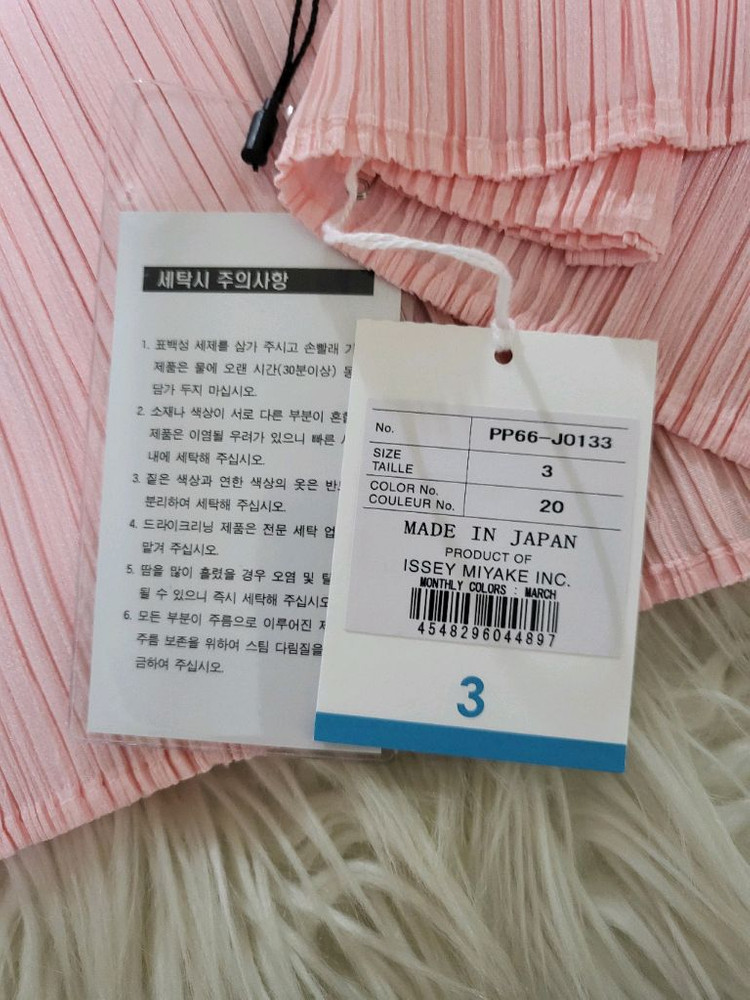 세탁시 주의사항
1. 표백성 세제를 삼가 주시고 손빨래
제품은 물에 오랜 시간(30분이상)
담가 두지 마십시오.
2. 소재나 색상이 서로 다른 부분이
제품은 이염될 우려가 있으니 빠른
내에 세탁해 주십시오.
3. 짙은 색상과 연한 색상의 옷은
분리하여 세탁해 주십시오.
4. 드라이크리닝 제품은 전문 세탁
맡겨 주십시오.
5. 땀을 많이 흘렸을 경우 오염 및
될 수 있으니 즉시 세탁해 주십시오
6. 모든 부분이 주름으로 이루어진
주름 보존을 위하여 스팀 다림질을
금하여 주십시오.
No. PP66-J0133
SIZE
TAILLE 3
COLOR No.
COULEUR No. 20
MADE IN JAPAN
PRODUCT OF
ISSEY MIYAKE INC.
MONTHLY COLORS : MARCH
4548296044897
3